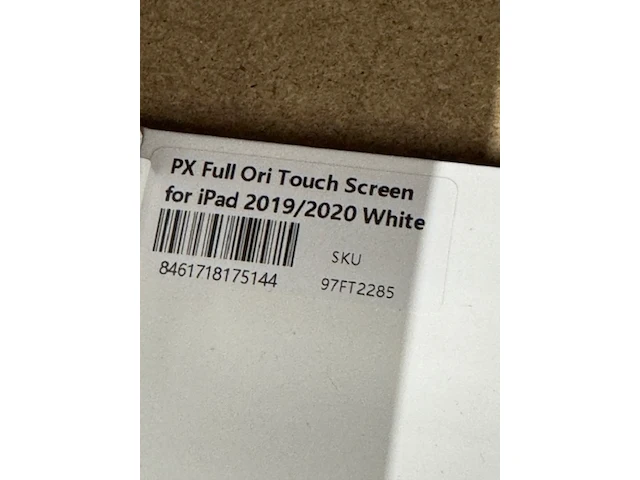 PX Full Ori Touch Screen
for iPad 2019/2020 White
SKU
8461718175144
97FT2285